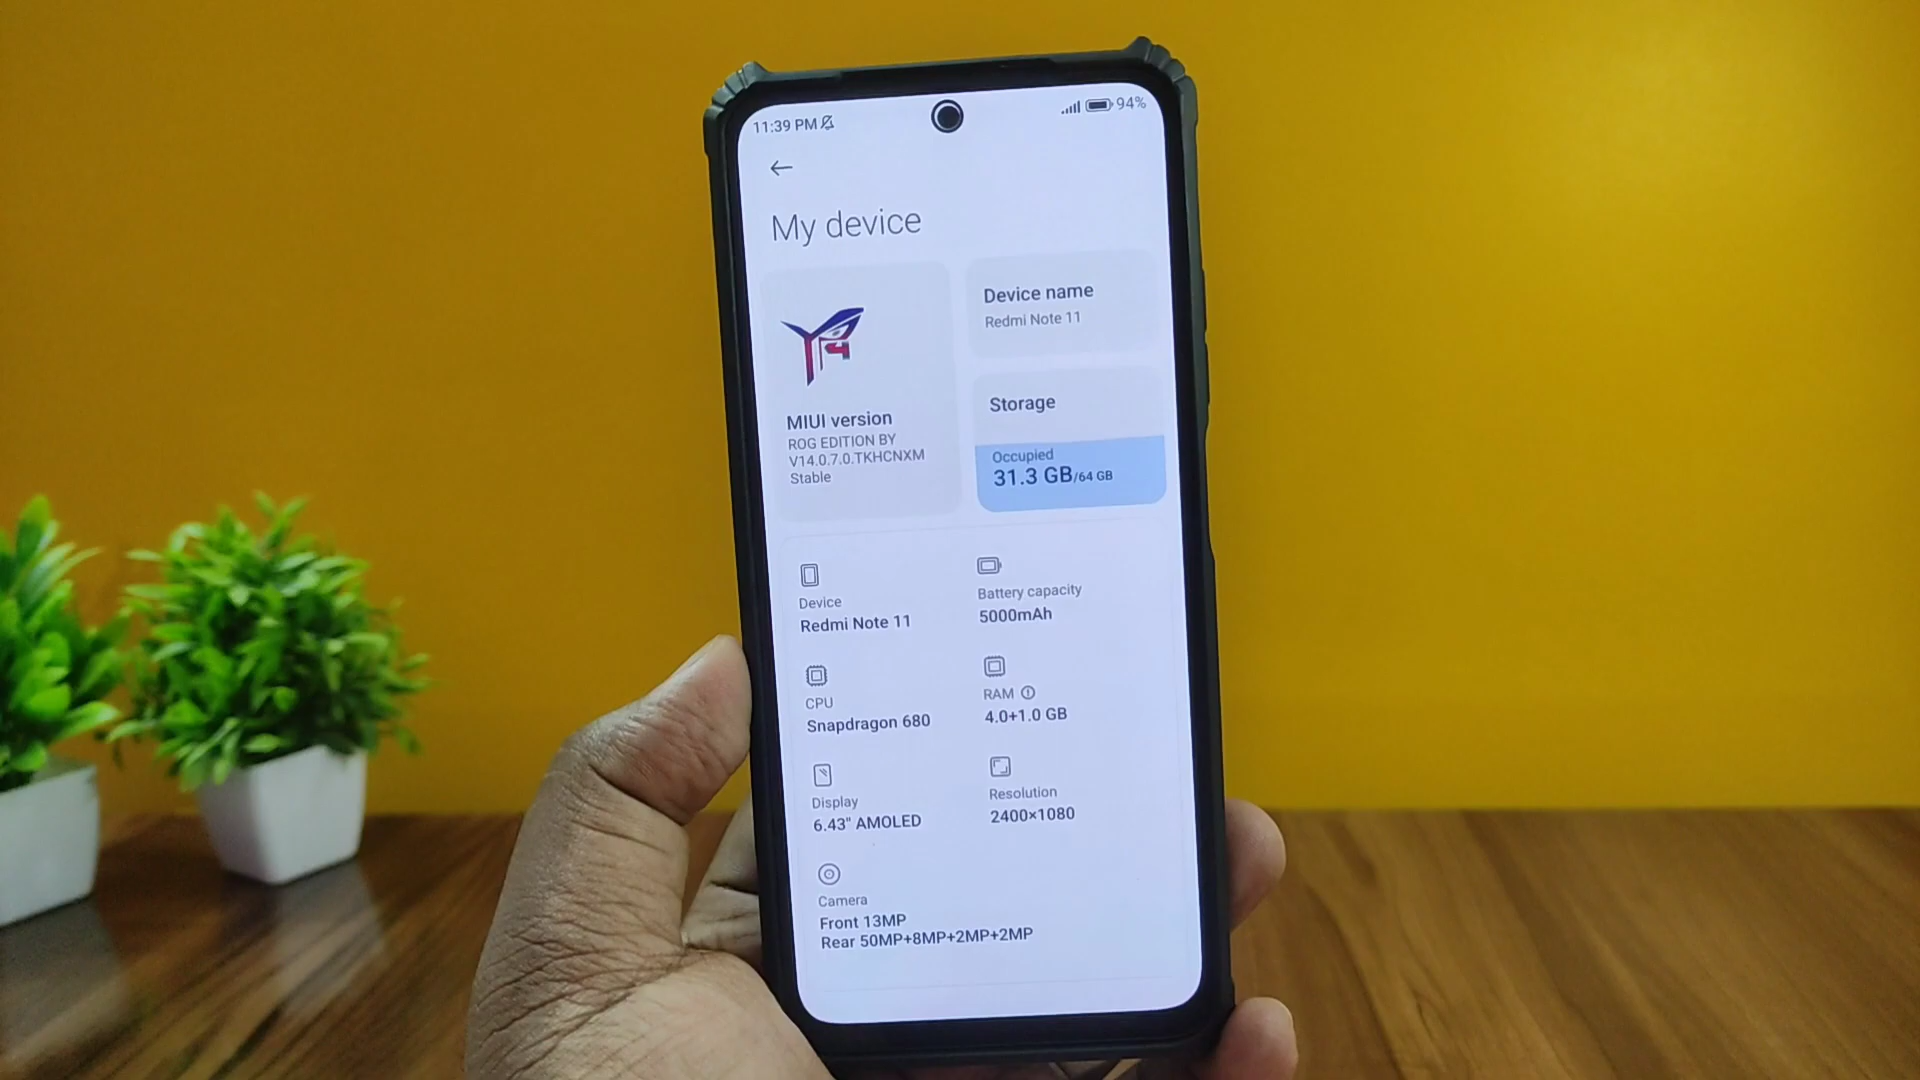 11:39 PM
94%
My device
MIUI version
ROG EDITION BY
V14.0.7.0.TKHCNXM
Stable
Device name
Redmi Note 11
Storage
Occupied
31.3 GB/64 GB
Device
Redmi Note 11
Battery capacity
5000mAh
CPU
Snapdragon 680
RAM
4.0+1.0 GB
Display
6.43" AMOLED
Resolution
2400×1080
Camera
Front 13MP
Rear 50MP+8MP+2MP+2MP